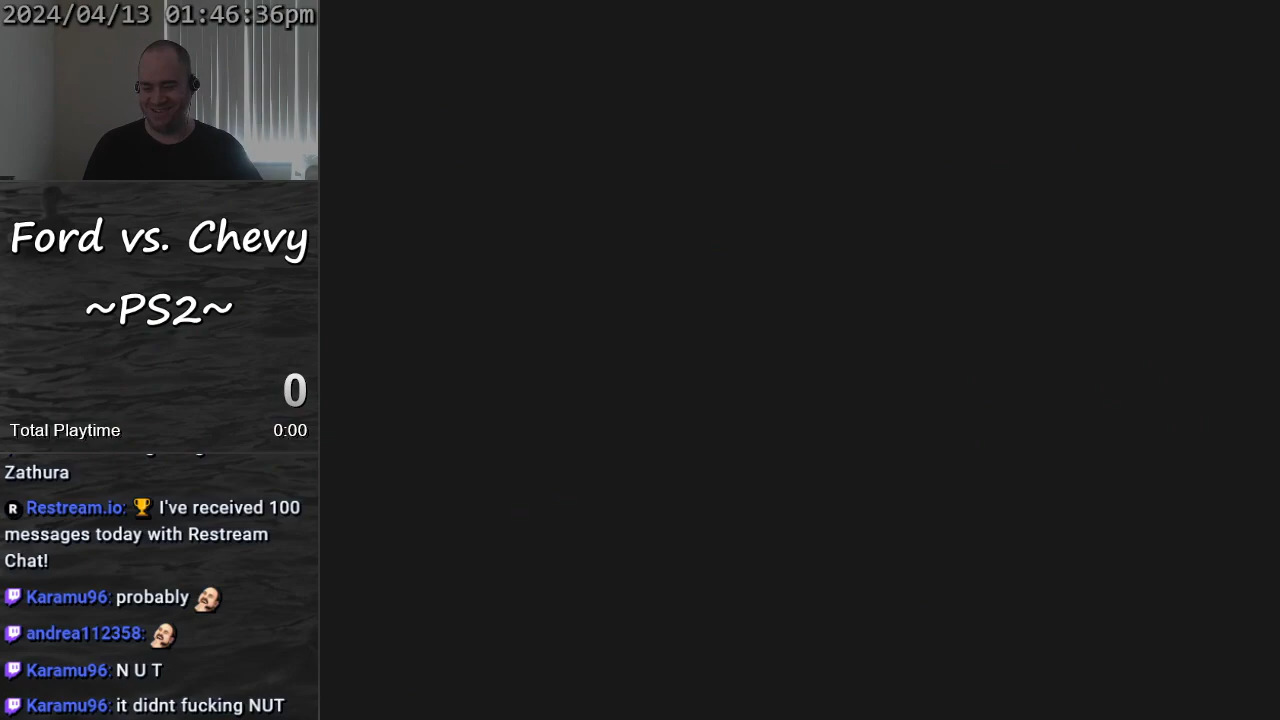 2024/04/13 01:46:36pm
Ford vs. Chevy
~PS2~
0
Total Playtime 0:00
Zathura
R Restream.io: 🏆 I've received 100
messages today with Restream
Chat!
Karamu96: probably
andrea112358:
Karamu96: N U T
Karamu96: it didnt fucking NUT